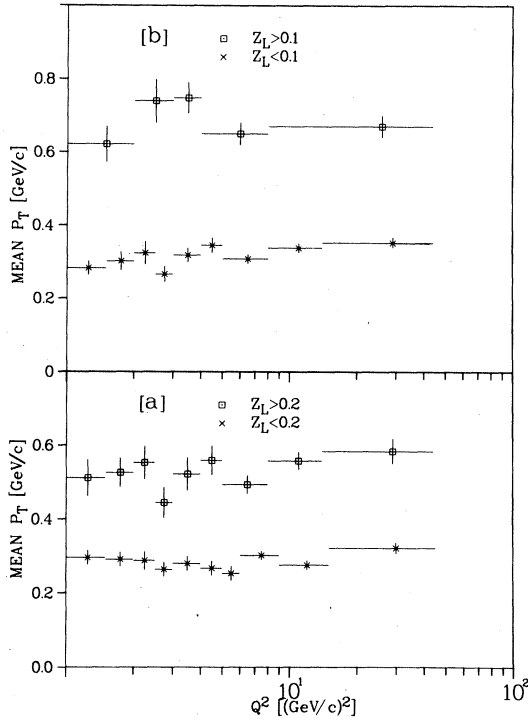 [b]
Z_L>0.1
Z_L<0.1
0.8
0.6
0.4
0.2
MEAN P_T [GeV/c]
[a]
Z_L>0.2
Z_L<0.2
0.6
0.4
0.2
0.0
MEAN P_T [GeV/c]
10^1
10^2
Q^2 [(GeV/c)^2]